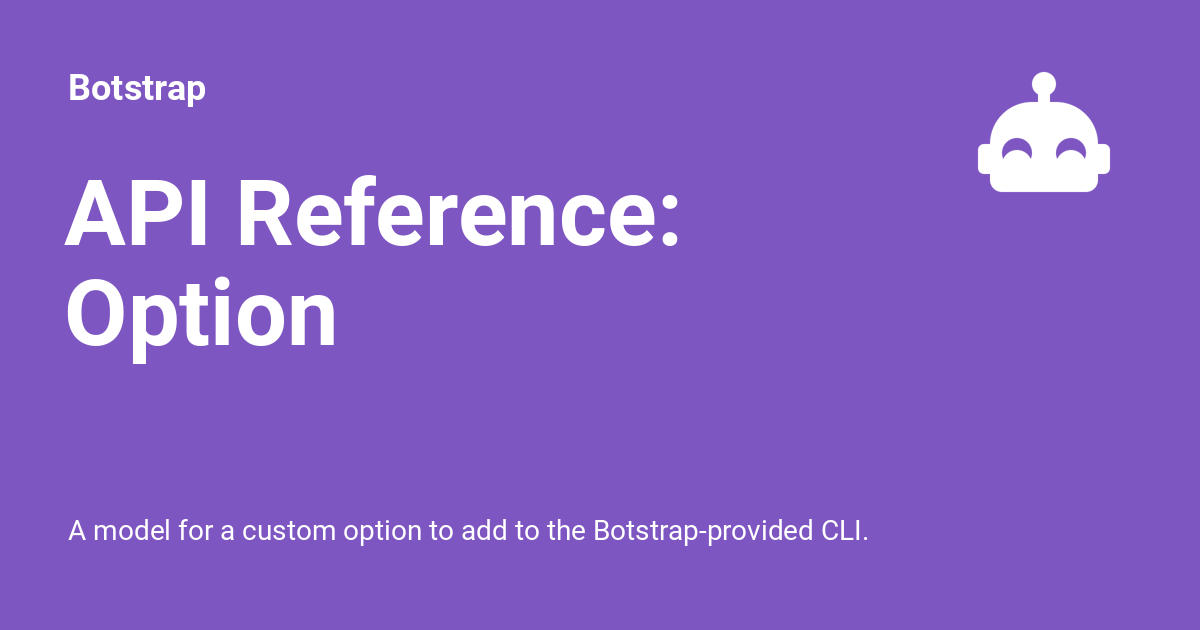 Botstrap
API Reference:
Option
A model for a custom option to add to the Botstrap-provided CLI.